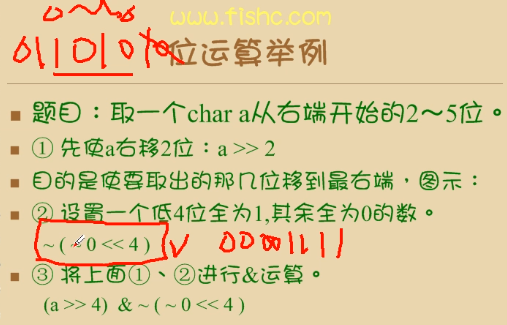 www.fishc.com
0~6
位运算举例
题目：取一个char a从右端开始的2～5位。
① 先使a右移2位：a >> 2
目的是使要取出的那几位移到最右端，图示：
② 设置一个低4位全为1,其余全为0的数。
~ ( ~ 0 << 4 ) 00001111
③ 将上面①、②进行&运算。
(a >> 4) & ~ ( ~ 0 << 4 )